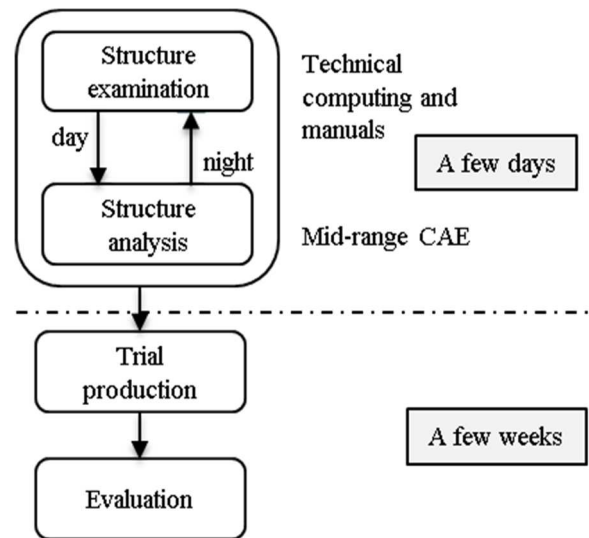 Structure
examination
Technical
computing and
manuals
day
night
A few days
Structure
analysis
Mid-range CAE
Trial
production
A few weeks
Evaluation